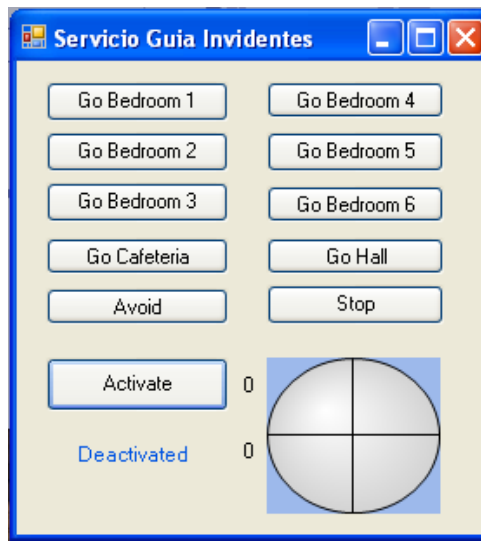 Servicio Guia Invidentes
Go Bedroom 1 Go Bedroom 4
Go Bedroom 2 Go Bedroom 5
Go Bedroom 3 Go Bedroom 6
Go Cafeteria Go Hall
Avoid Stop
Activate 0
Deactivated 0